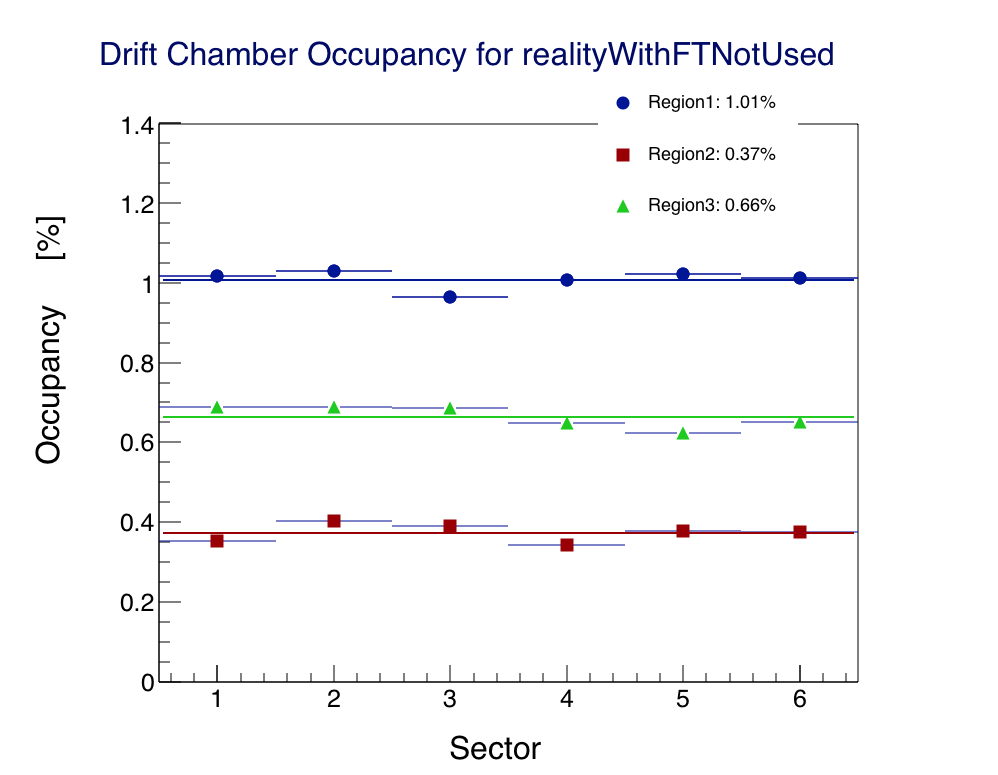 Drift Chamber Occupancy for realityWithFTNotUsed
Region1: 1.01%
Region2: 0.37%
Region3: 0.66%
Occupancy [%]
1.4
1.2
1
0.8
0.6
0.4
0.2
0
1 2 3 4 5 6
Sector